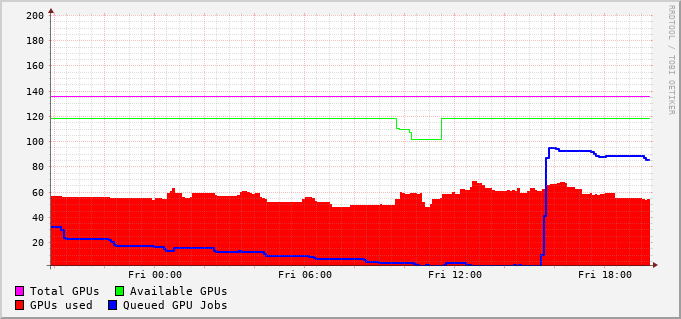 200
180
160
140
120
100
80
60
40
20
Fri 00:00 Fri 06:00 Fri 12:00 Fri 18:00
Total GPUs Available GPUs
GPUs used Queued GPU Jobs
RRDTOOL / TOBI OETIKER